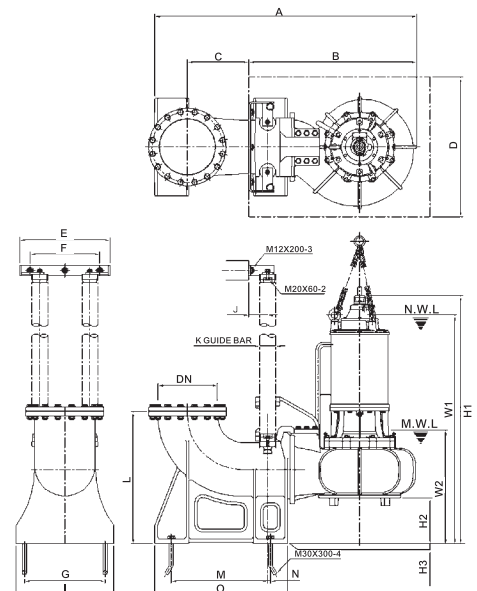 A
C
B
D
E
F
M12X200-3
M20X60-2
J
N.W.L
K GUIDE BAR
DN
M.W.L
W1
H1
L
W2
H2
M30X300-4
H3
G
M
N
I
O